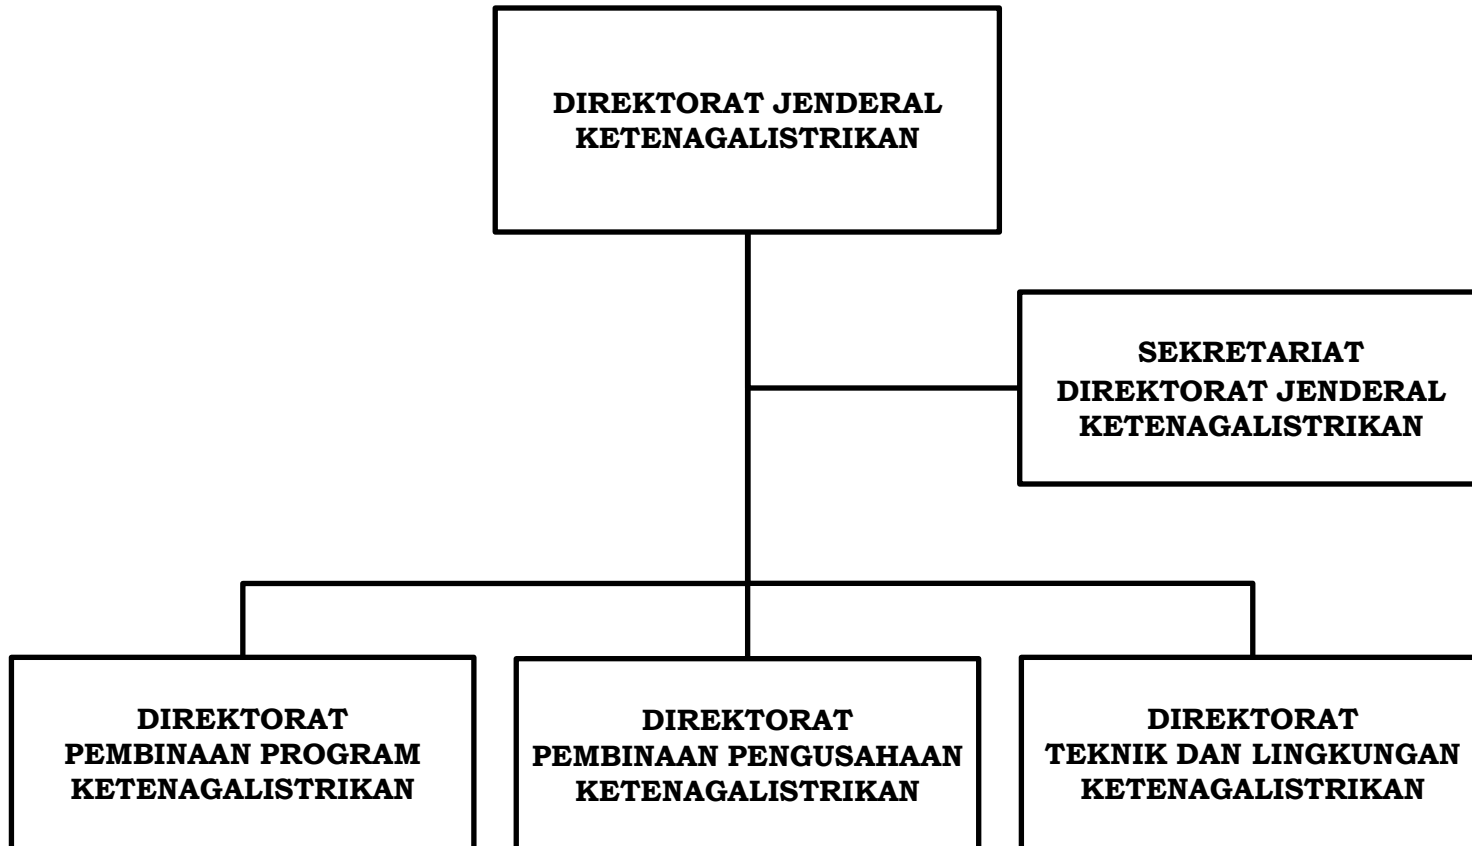 DIREKTORAT JENDERAL
KETENAGALISTRIKAN
SEKRETARIAT
DIREKTORAT JENDERAL
KETENAGALISTRIKAN
DIREKTORAT
PEMBINAAN PROGRAM
KETENAGALISTRIKAN
DIREKTORAT
PEMBINAAN PENGUSAHAAN
KETENAGALISTRIKAN
DIREKTORAT
TEKNIK DAN LINGKUNGAN
KETENAGALISTRIKAN